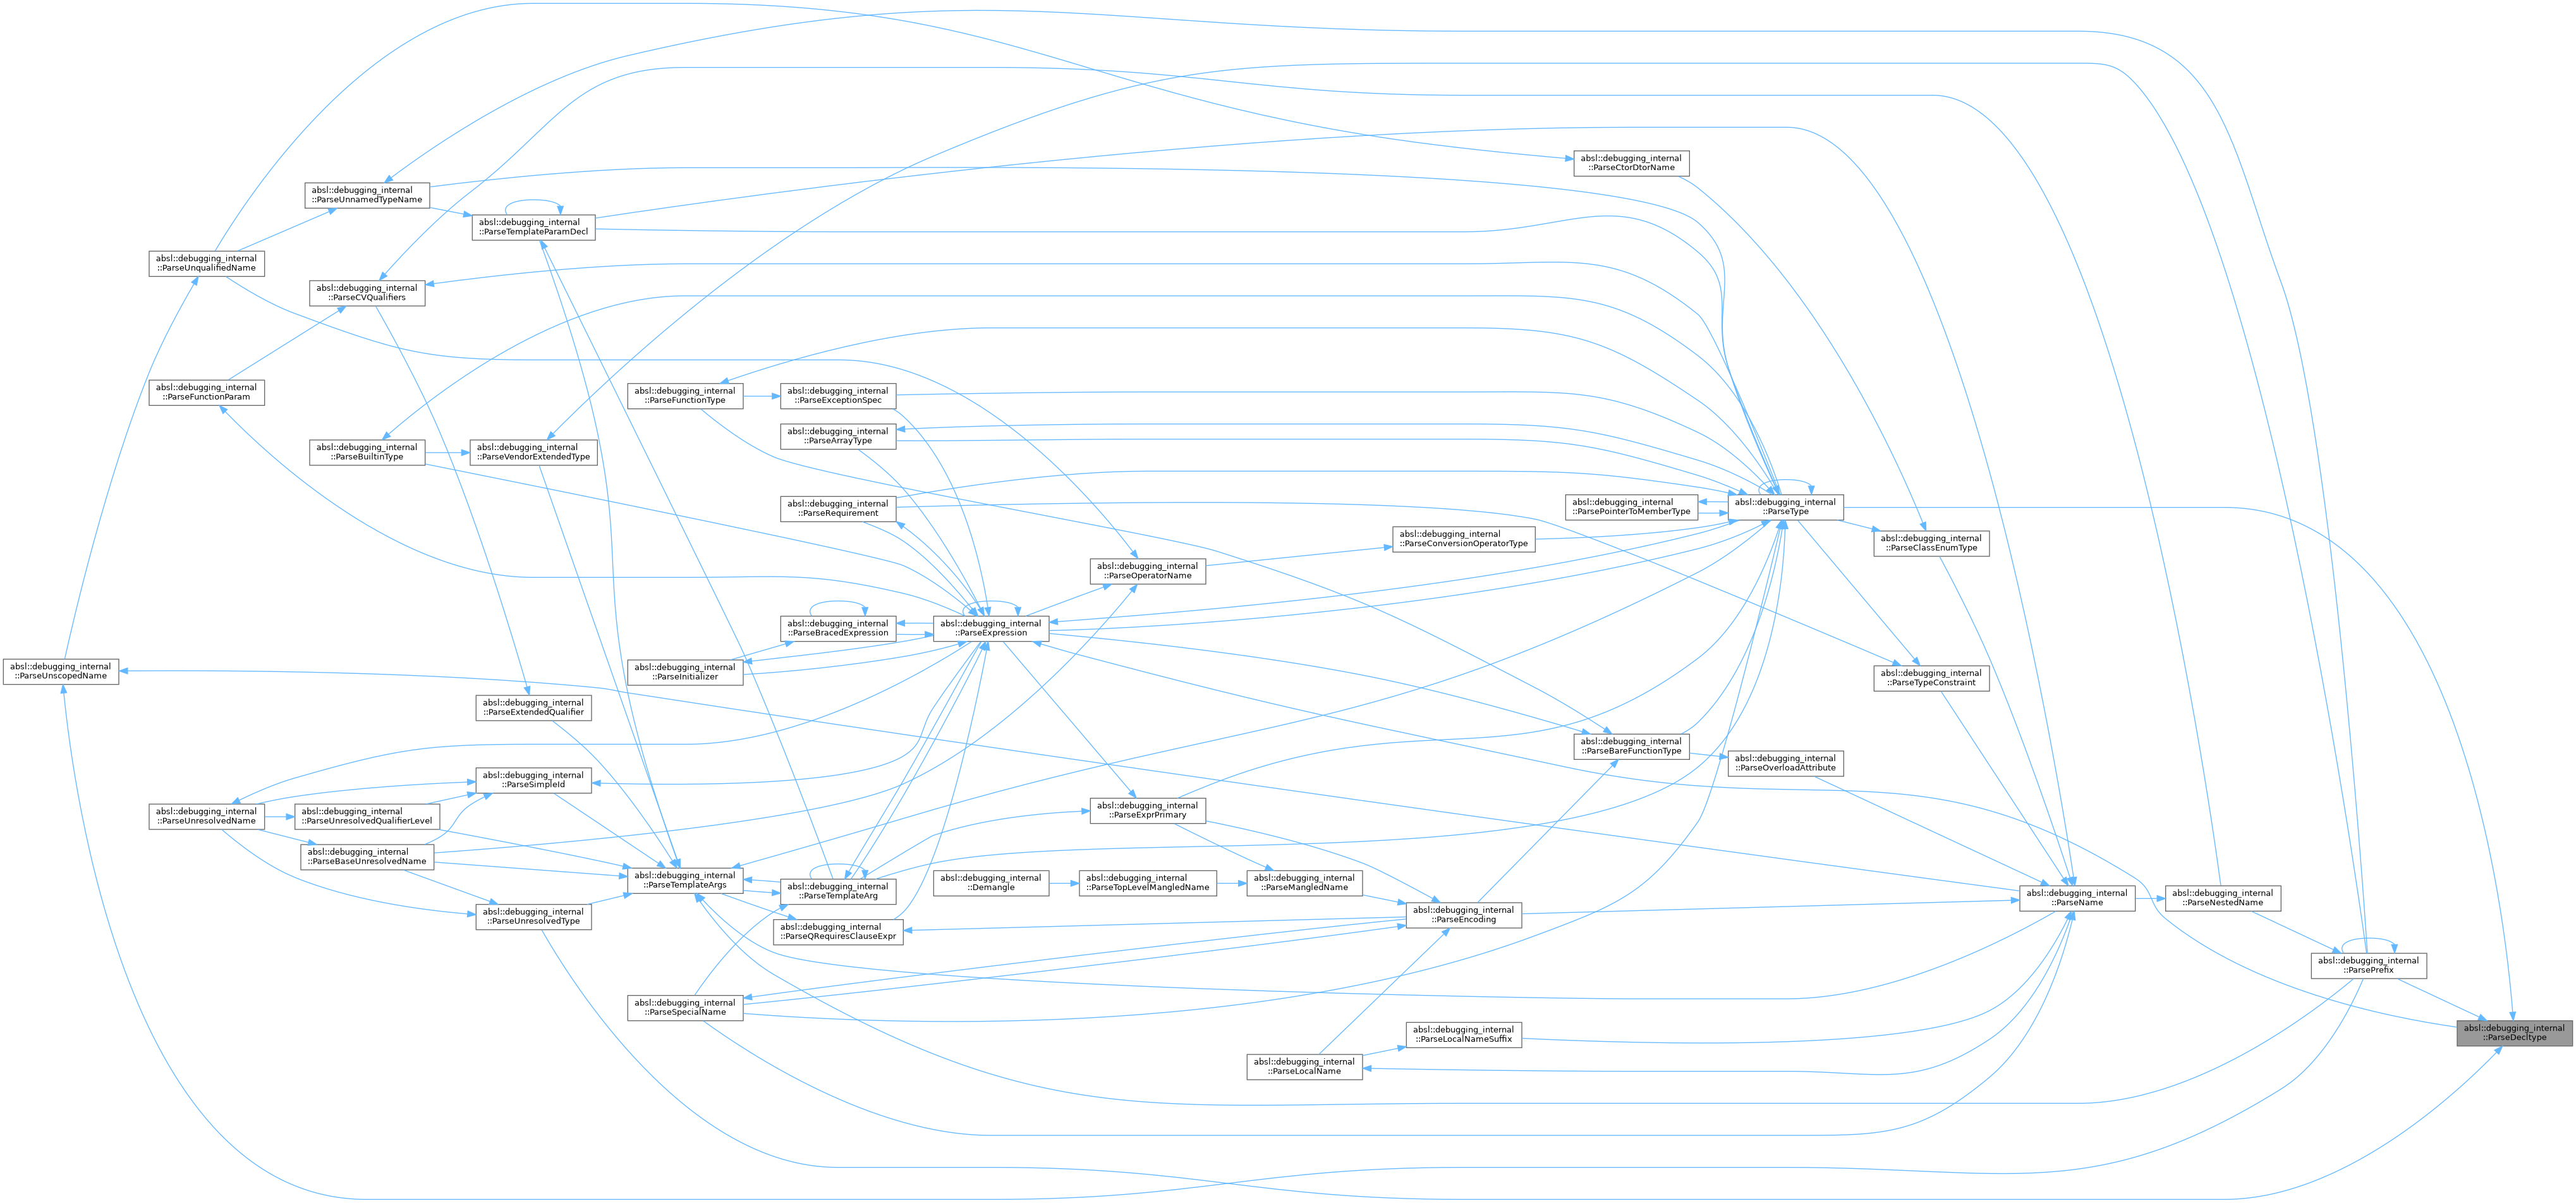 absl::debugging_internal
::ParseCtorDtorName
absl::debugging_internal
::ParseUnnamedTypeName
absl::debugging_internal
::ParseTemplateParamDecl
absl::debugging_internal
::ParseUnqualifiedName
absl::debugging_internal
::ParseCVQualifiers
absl::debugging_internal
::ParseFunctionParam
absl::debugging_internal
::ParseFunctionType
absl::debugging_internal
::ParseExceptionSpec
absl::debugging_internal
::ParseArrayType
absl::debugging_internal
::ParseBuiltinType
absl::debugging_internal
::ParseVendorExtendedType
absl::debugging_internal
::ParseRequirement
absl::debugging_internal
::ParsePointerToMemberType
absl::debugging_internal
::ParseType
absl::debugging_internal
::ParseConversionOperatorType
absl::debugging_internal
::ParseClassEnumType
absl::debugging_internal
::ParseOperatorName
absl::debugging_internal
::ParseBracedExpression
absl::debugging_internal
::ParseExpression
absl::debugging_internal
::ParseUnscopedName
absl::debugging_internal
::ParseInitializer
absl::debugging_internal
::ParseTypeConstraint
absl::debugging_internal
::ParseExtendedQualifier
absl::debugging_internal
::ParseBareFunctionType
absl::debugging_internal
::ParseOverloadAttribute
absl::debugging_internal
::ParseSimpleId
absl::debugging_internal
::ParseUnresolvedName
absl::debugging_internal
::ParseUnresolvedQualifierLevel
absl::debugging_internal
::ParseExprPrimary
absl::debugging_internal
::ParseBaseUnresolvedName
absl::debugging_internal
::ParseTemplateArgs
absl::debugging_internal
::ParseTemplateArg
absl::debugging_internal
::Demangle
absl::debugging_internal
::ParseTopLevelMangledName
absl::debugging_internal
::ParseMangledName
absl::debugging_internal
::ParseName
absl::debugging_internal
::ParseNestedName
absl::debugging_internal
::ParseUnresolvedType
absl::debugging_internal
::ParseQRequiresClauseExpr
absl::debugging_internal
::ParseEncoding
absl::debugging_internal
::ParsePrefix
absl::debugging_internal
::ParseSpecialName
absl::debugging_internal
::ParseLocalNameSuffix
absl::debugging_internal
::ParseDecltype
absl::debugging_internal
::ParseLocalName